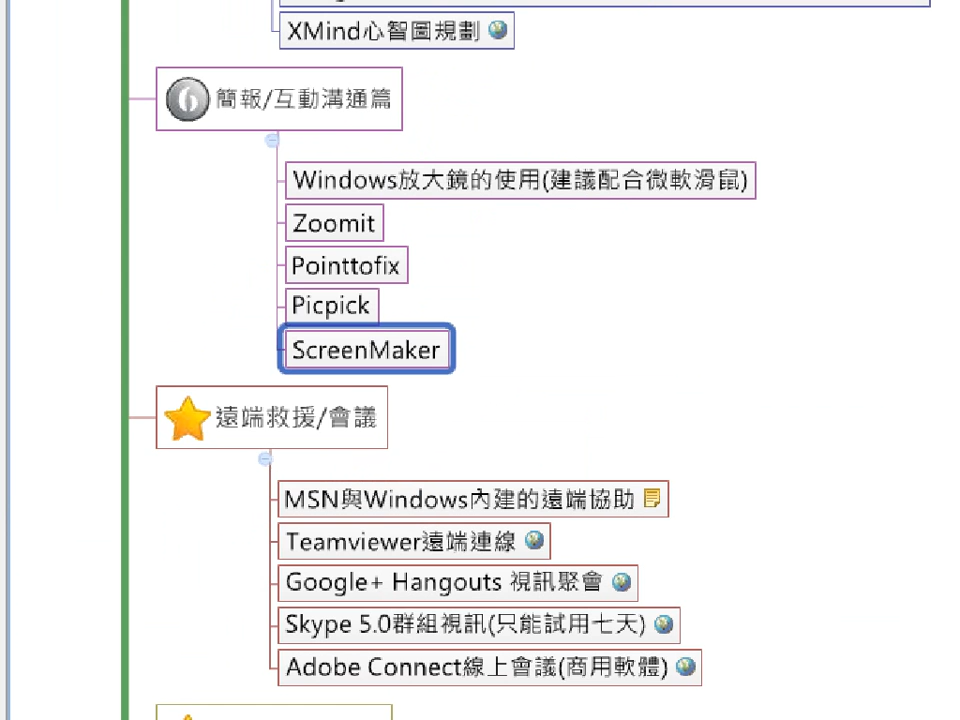 XMind心智圖規劃
6 簡報/互動溝通篇
Windows放大鏡的使用(建議配合微軟滑鼠)
Zoomit
Pointtofix
Picpick
ScreenMaker
遠端救援/會議
MSN與Windows內建的遠端協助
Teamviewer遠端連線
Google+ Hangouts 視訊聚會
Skype 5.0群組視訊(只能試用七天)
Adobe Connect線上會議(商用軟體)